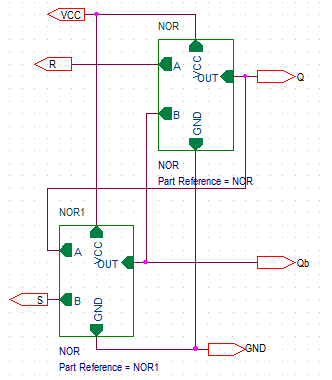 VCC
NOR
R
A
VCC
OUT
Q
B
GND
NOR
Part Reference = NOR
NOR1
A
VCC
OUT
Qb
S
B
GND
GND
NOR
Part Reference = NOR1